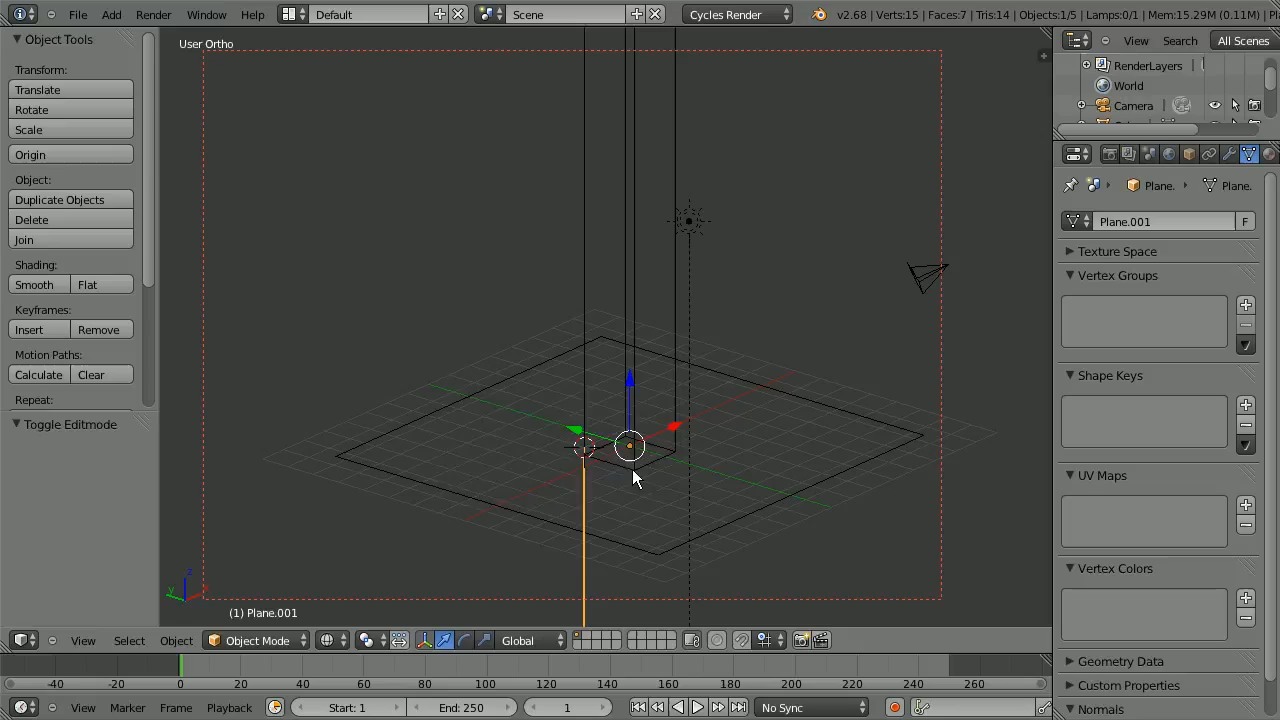 File Add Render Window Help Default Scene Cycles Render v2.68 | Verts:15 | Faces:7 | Tris:14 | Objects:1/5 | Lamps:0/1 | Mem:15.29M (0.11M) |
Object Tools
Transform:
Translate
Rotate
Scale
Origin
Object:
Duplicate Objects
Delete
Join
Shading:
Smooth Flat
Keyframes:
Insert Remove
Motion Paths:
Calculate Clear
Repeat:
Toggle Editmode
User Ortho
z
y
(1) Plane.001
View Search All Scenes
RenderLayers
World
Camera
Plane. Plane.
Plane.001 F
Texture Space
Vertex Groups
Shape Keys
UV Maps
Vertex Colors
Geometry Data
Custom Properties
Normals
View Select Object Object Mode Global
-40 -20 0 20 40 60 80 100 120 140 160 180 200 220 240 260
View Marker Frame Playback Start: 1 End: 250 1 No Sync